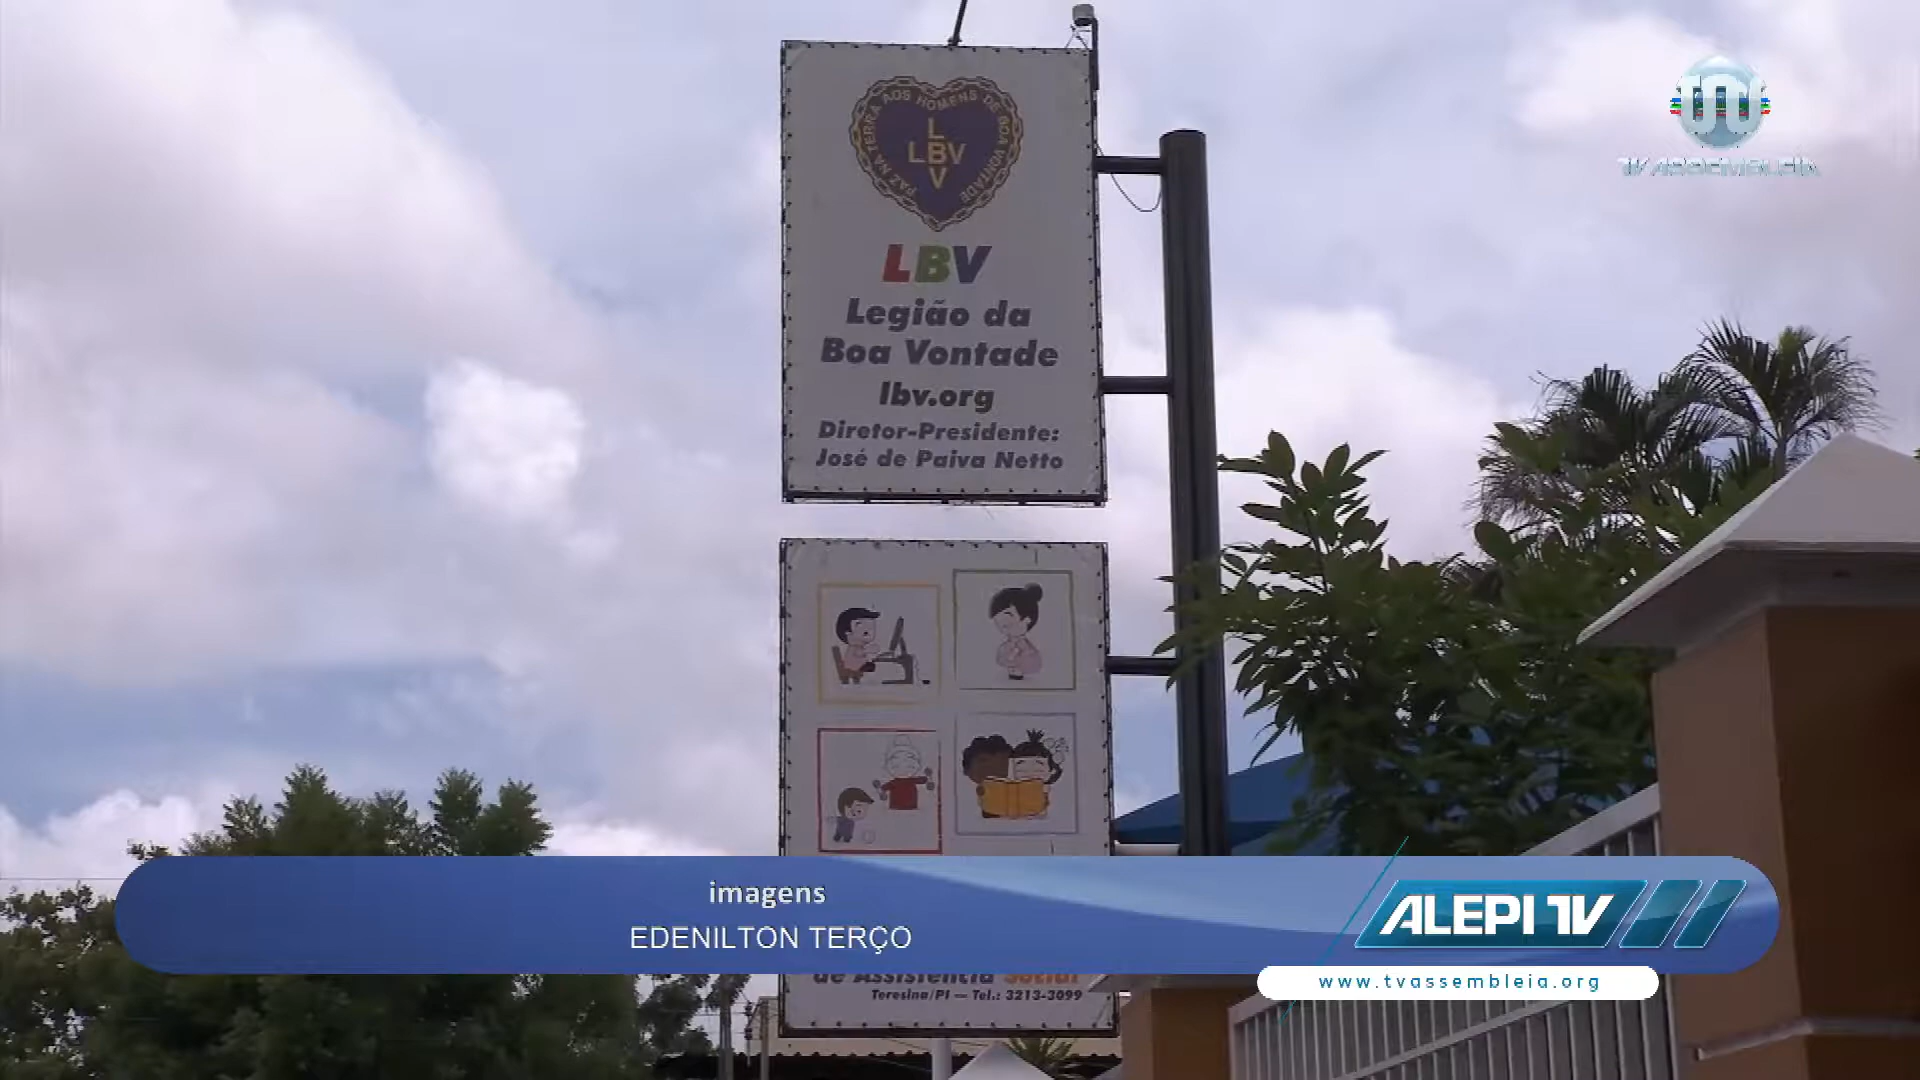 PAZ NA TERRA AOS HOMENS DE BOA VONTADE
L
LBV
V
LBV
Legião da
Boa Vontade
lbv.org
Diretor-Presidente:
José de Paiva Netto
TV ASSEMBLEIA
imagens
EDENILTON TERÇO
ALEPI TV
www.tvassembleia.org
de Assistência Social
Teresina/PI — Tel.: 3213-3099